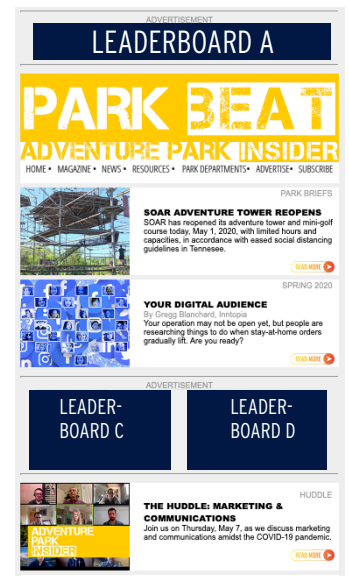 ADVERTISEMENT
LEADERBOARD A
PARK BEAT
ADVENTURE PARK INSIDER
HOME • MAGAZINE • NEWS • RESOURCES • PARK DEPARTMENTS • ADVERTISE • SUBSCRIBE
PARK BRIEFS
SOAR ADVENTURE TOWER REOPENS
SOAR has reopened its adventure tower and mini-golf
course today, May 1, 2020, with limited hours and
capacities, in accordance with eased social distancing
guidelines in Tennessee.
READ MORE
SPRING 2020
YOUR DIGITAL AUDIENCE
By Gregg Blanchard, Inntopia
Your operation may not be open yet, but people are
researching things to do when stay-at-home orders
gradually lift. Are you ready?
READ MORE
ADVERTISEMENT
LEADER-
BOARD C
LEADER-
BOARD D
HUDDLE
ADVENTURE
PARK
INSIDER
THE HUDDLE: MARKETING &
COMMUNICATIONS
Join us on Thursday, May 7, as we discuss marketing
and communications amidst the COVID-19 pandemic.
READ MORE